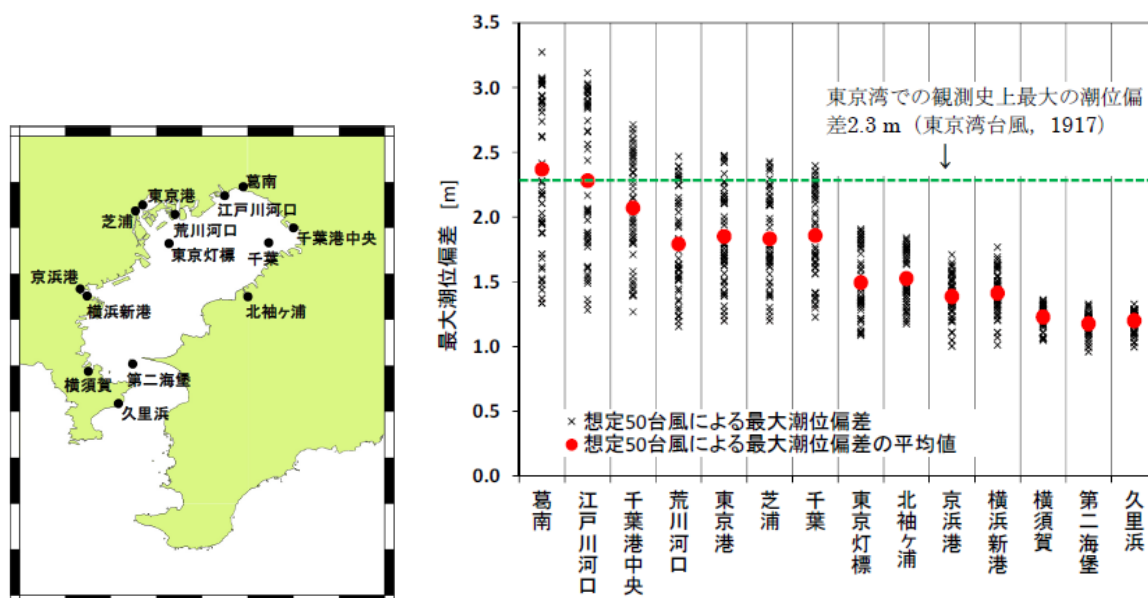 葛南
東京港
江戸川河口
芝浦
荒川河口
千葉港中央
東京灯標
千葉
京浜港
横浜新港
北袖ヶ浦
第二海堡
横須賀
久里浜
最大潮位偏差 [m]
3.5
3.0
2.5
2.0
1.5
1.0
0.5
0.0
東京湾での観測史上最大の潮位偏
差2.3 m（東京湾台風，1917）
↓
× 想定50台風による最大潮位偏差
● 想定50台風による最大潮位偏差の平均値
葛南
江戸川河口
千葉港中央
荒川河口
東京港
芝浦
千葉
東京灯標
北袖ヶ浦
京浜港
横浜新港
横須賀
第二海堡
久里浜